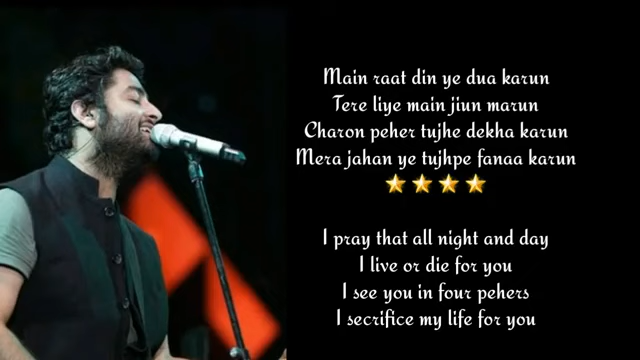 Main raat din ye dua karun
Tere liye main jiun marun
Charon peher tujhe dekha karun
Mera jahan ye tujhpe fanaa karun
I pray that all night and day
I live or die for you
I see you in four pehers
I secrifice my life for you